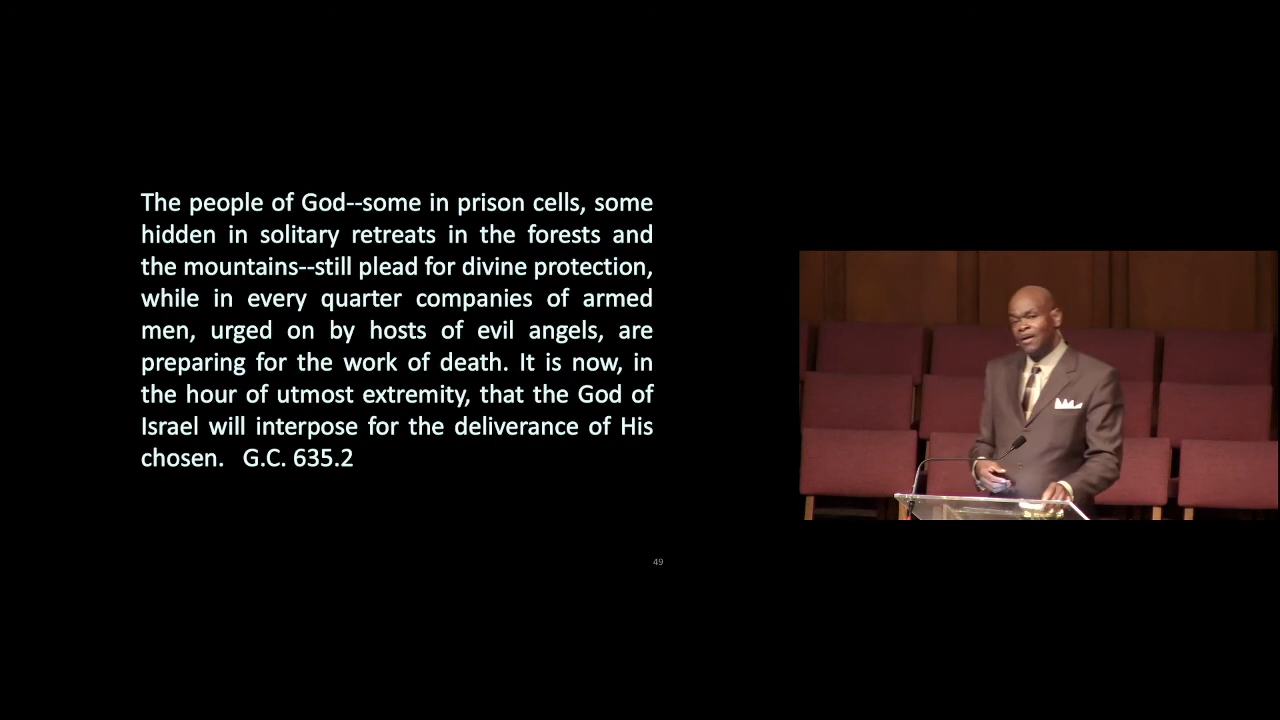 The people of God--some in prison cells, some
hidden in solitary retreats in the forests and
the mountains--still plead for divine protection,
while in every quarter companies of armed
men, urged on by hosts of evil angels, are
preparing for the work of death. It is now, in
the hour of utmost extremity, that the God of
Israel will interpose for the deliverance of His
chosen.   G.C. 635.2
49